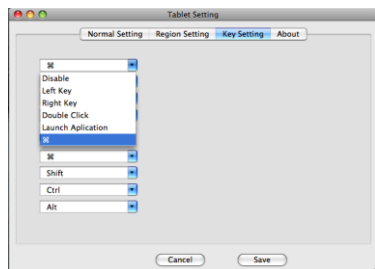 Tablet Setting
Normal Setting Region Setting Key Setting About
⌘
Disable
Left Key
Right Key
Double Click
Launch Aplication
⌘
⌘
Shift
Ctrl
Alt
Cancel Save